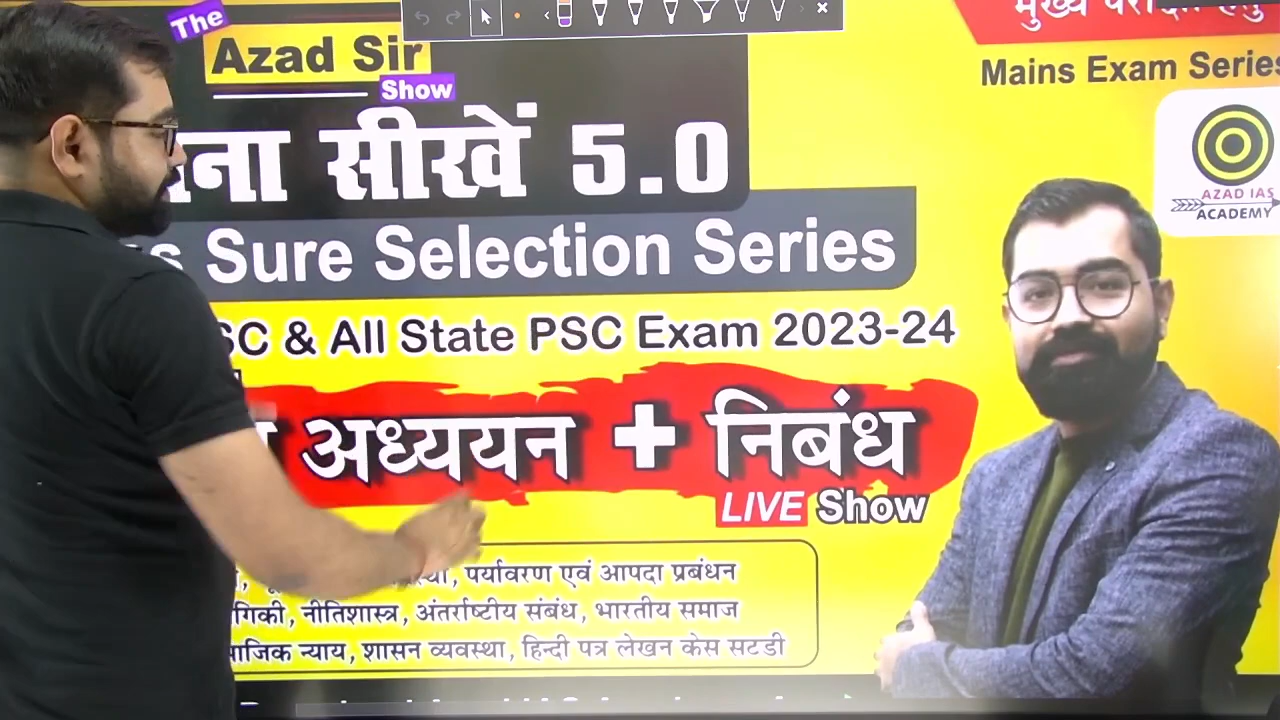 The
Azad Sir
Show
मुख्य परीक्षा हेतु
Mains Exam Series
सीखें 5.0
AZAD IAS
ACADEMY
Sure Selection Series
& All State PSC Exam 2023-24
अध्ययन + निबंध
LIVE Show
पर्यावरण एवं आपदा प्रबंधन
नीतिशास्त्र, अंतर्राष्टीय संबंध, भारतीय समाज
न्याय, शासन व्यवस्था, हिन्दी पत्र लेखन केस सटडी